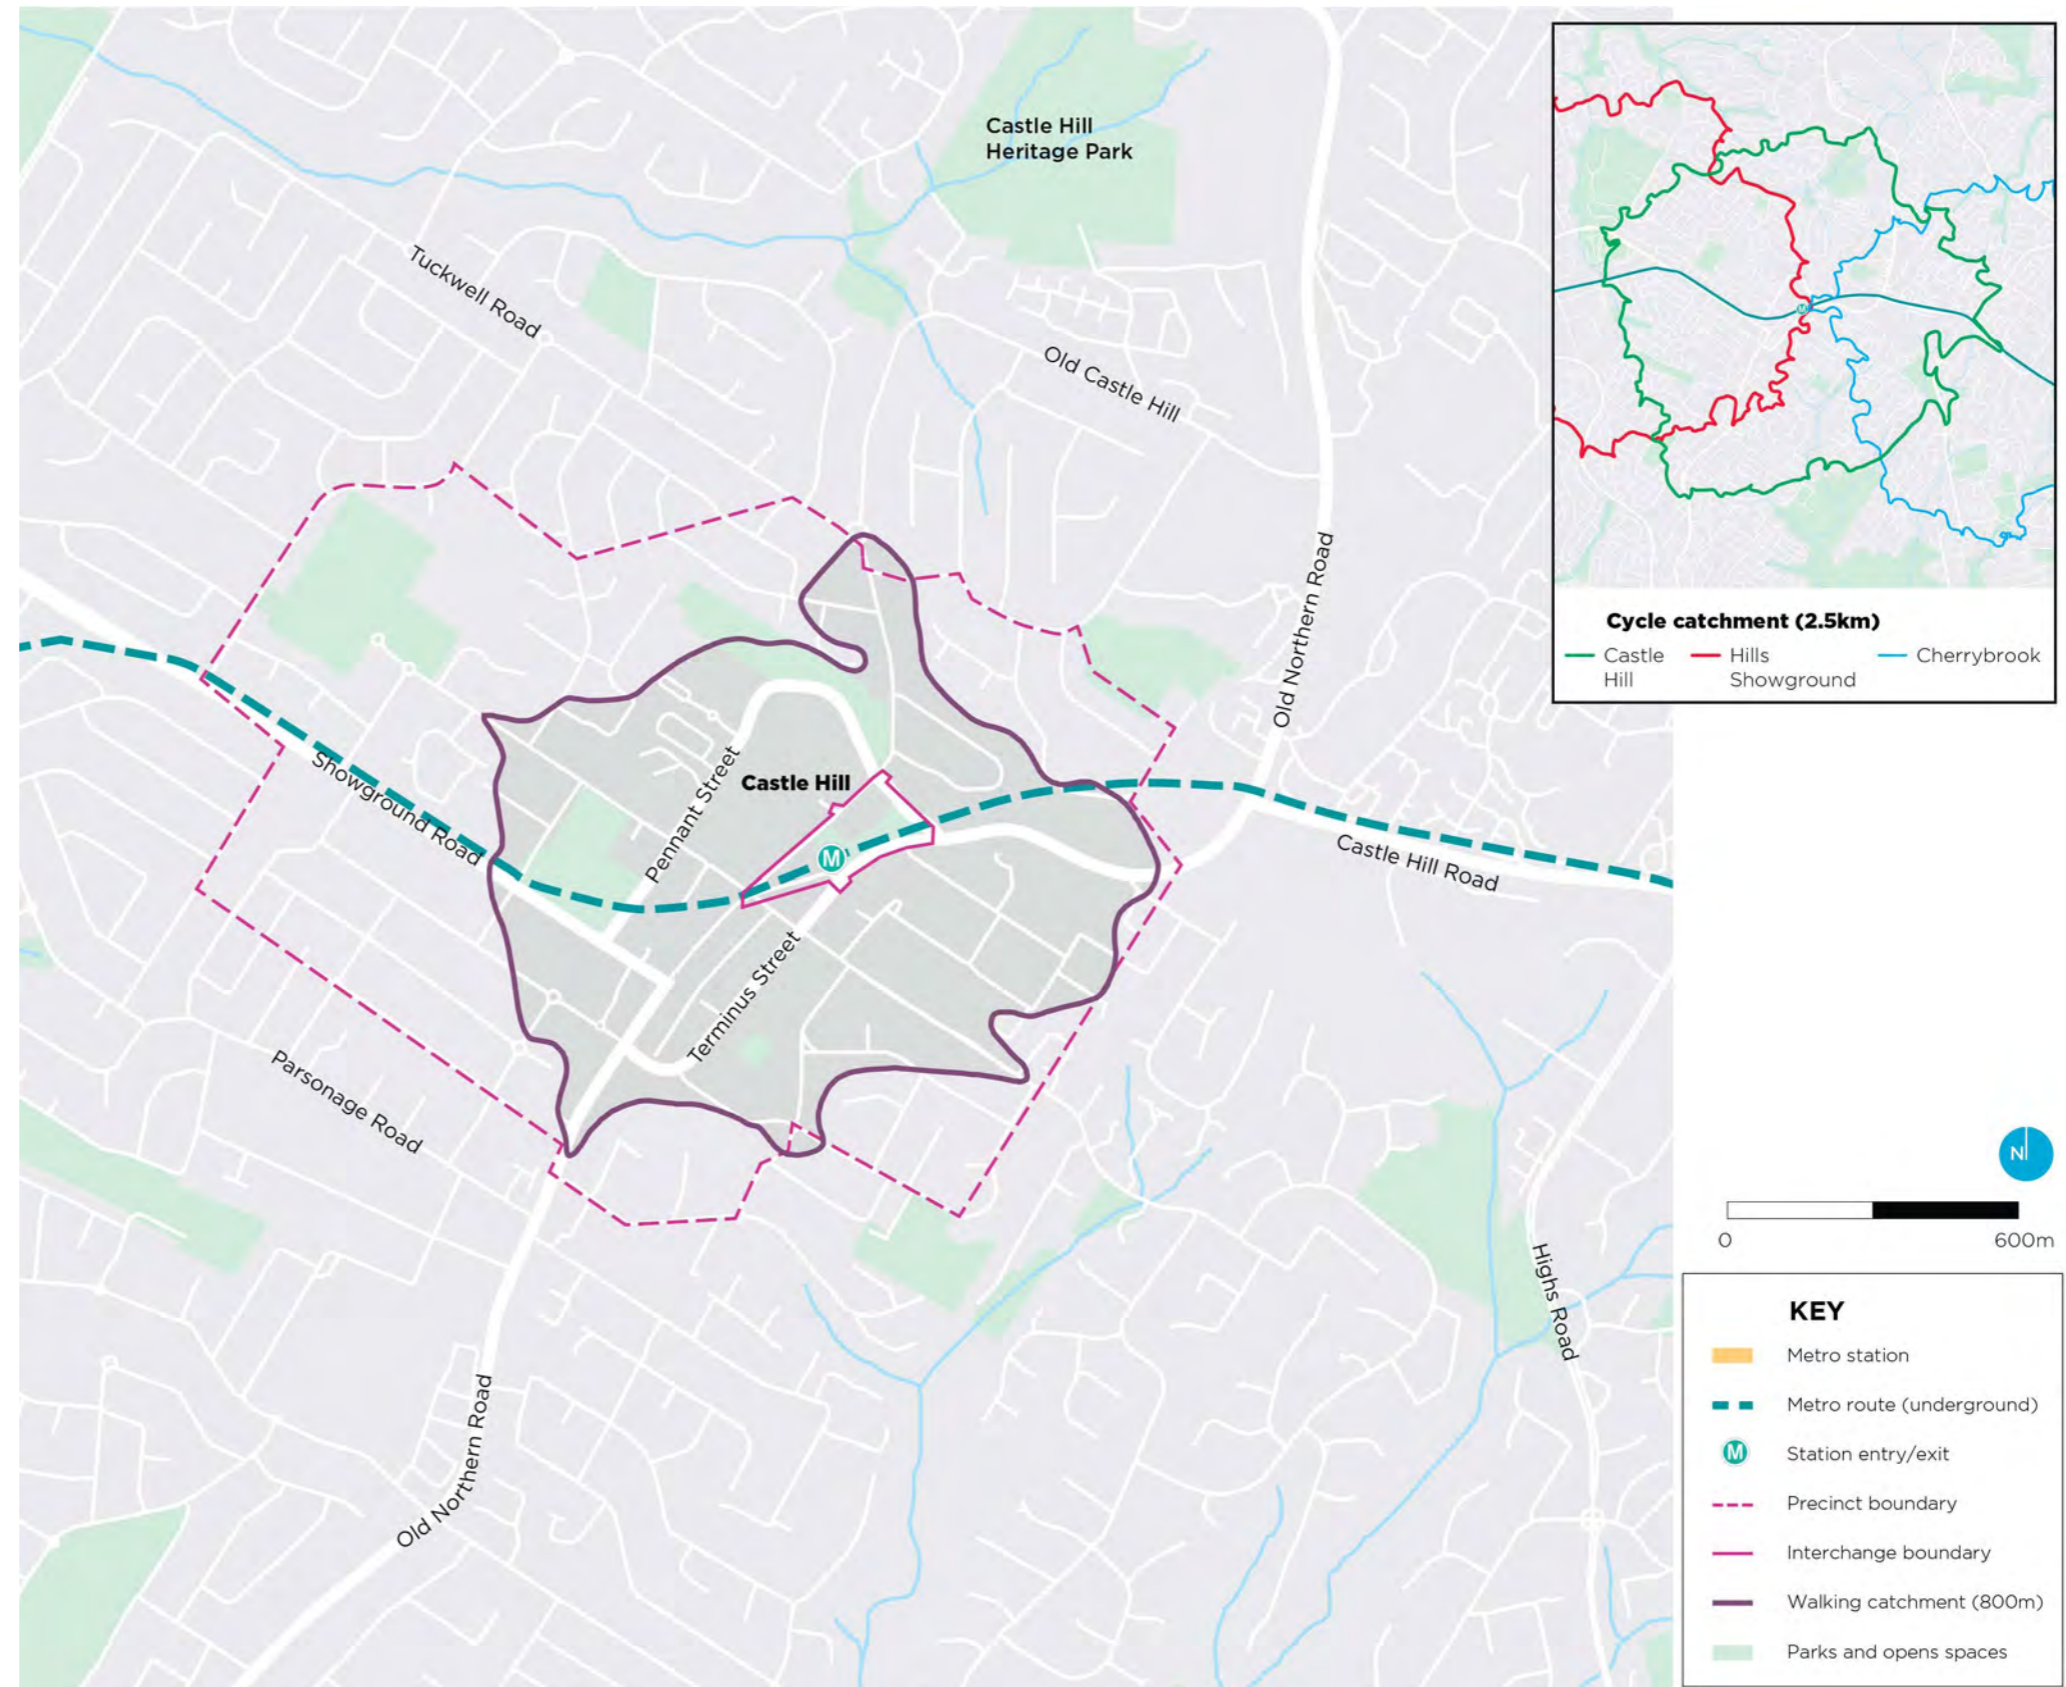 Castle Hill
Heritage Park
Tuckwell Road
Old Castle Hill
Old Northern Road
Showground Road
Pennant Street
Castle Hill
M
Castle Hill Road
Terminus Street
Parsonage Road
Highs Road
Old Northern Road
M
Cycle catchment (2.5km)
Castle
Hill
Hills
Showground
Cherrybrook
N
0 600m
KEY
Metro station
Metro route (underground)
M Station entry/exit
Precinct boundary
Interchange boundary
Walking catchment (800m)
Parks and opens spaces